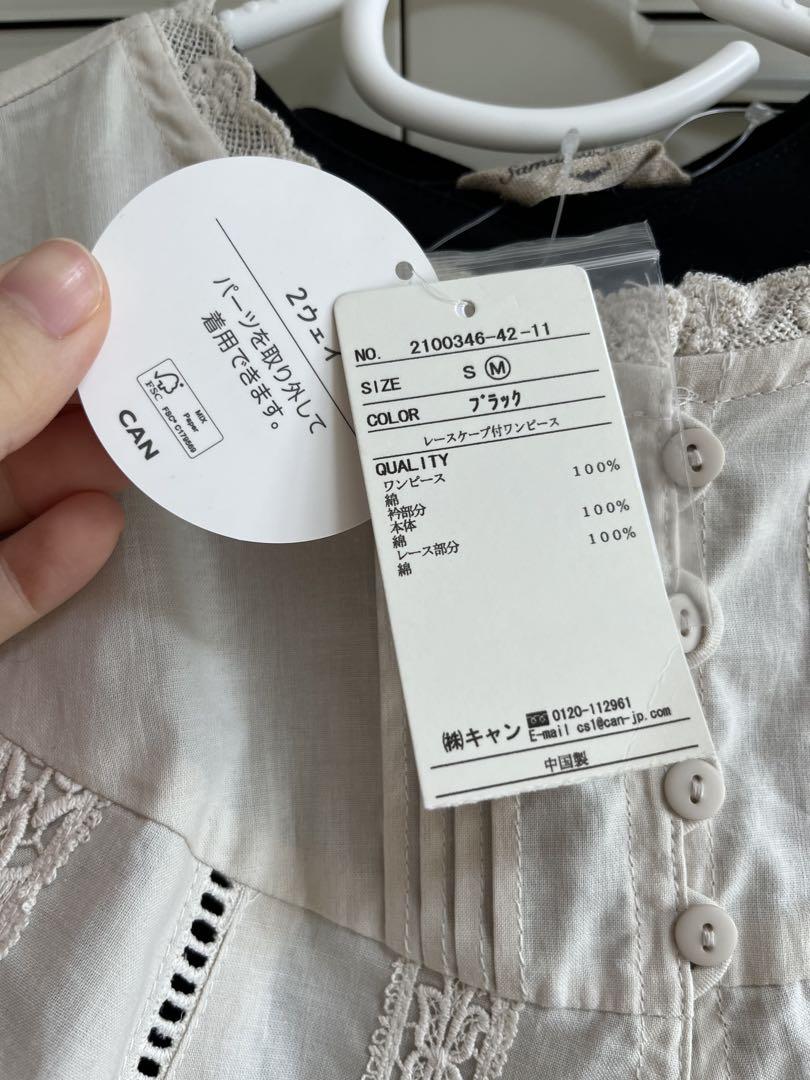 2ウェイ
パーツを取り外して
着用できます。
FSC
MIX
Paper
FSC® C179569
CAN
NO. 2100346-42-11
SIZE S M
COLOR ブラック
レースケープ付ワンピース
QUALITY
ワンピース
綿 100%
衿部分
本体
綿 100%
レース部分
綿 100%
㈱キャン 0120-112961
E-mail cs1@can-jp.com
中国製